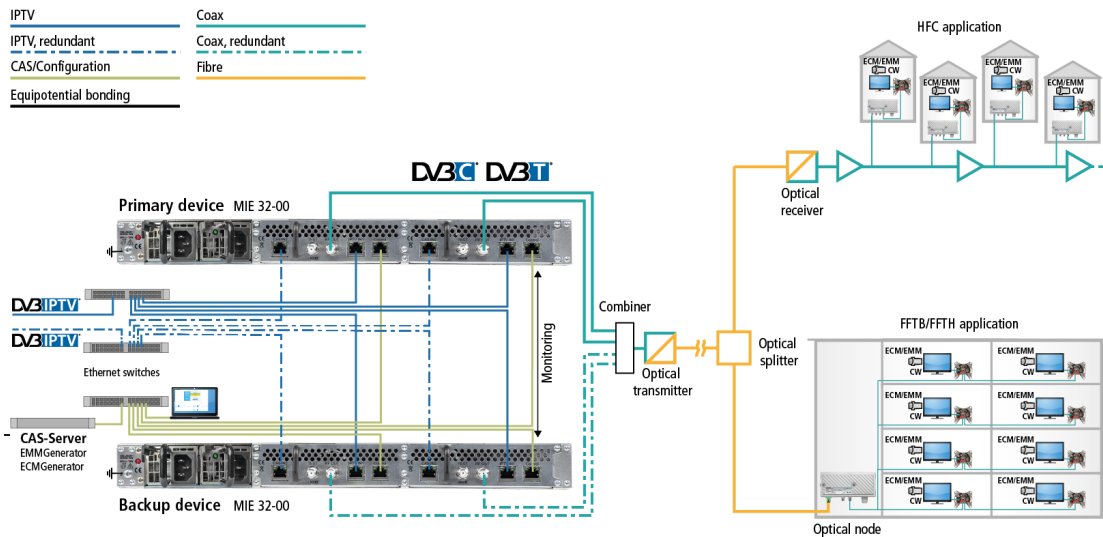 IPTV
Coax
IPTV, redundant
Coax, redundant
CAS/Configuration
Fibre
Equipotential bonding
HFC application
ECM/EMM
CW
ECM/EMM
CW
ECM/EMM
CW
ECM/EMM
CW
DVB C DVB T
Optical
receiver
Primary device MIE 32-00
DVB IPTV
DVB IPTV
Ethernet switches
Monitoring
Combiner
Optical
transmitter
Optical
splitter
FFTB/FFTH application
ECM/EMM
CW
ECM/EMM
CW
ECM/EMM
CW
ECM/EMM
CW
ECM/EMM
CW
ECM/EMM
CW
ECM/EMM
CW
ECM/EMM
CW
CAS-Server
EMMGenerator
ECMGenerator
Backup device MIE 32-00
Optical node